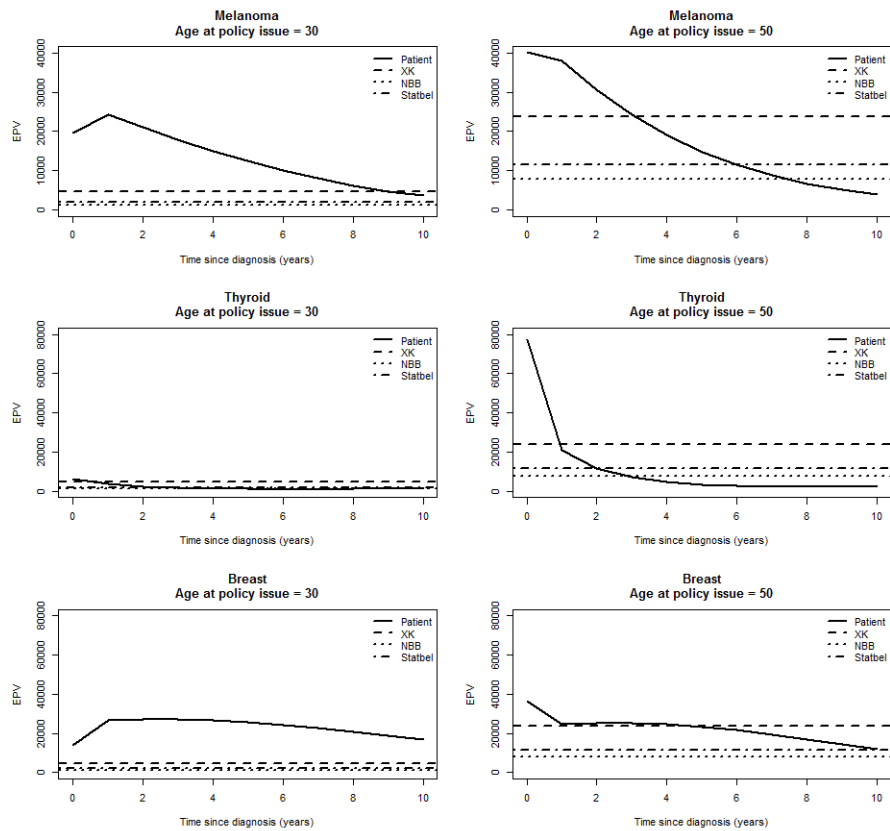 Melanoma
Age at policy issue = 30
EPV
40000
30000
20000
10000
0
Patient
XK
NBB
Statbel
0 2 4 6 8 10
Time since diagnosis (years)
Melanoma
Age at policy issue = 50
EPV
40000
30000
20000
10000
0
Patient
XK
NBB
Statbel
0 2 4 6 8 10
Time since diagnosis (years)
Thyroid
Age at policy issue = 30
EPV
80000
60000
40000
20000
0
Patient
XK
NBB
Statbel
0 2 4 6 8 10
Time since diagnosis (years)
Thyroid
Age at policy issue = 50
EPV
80000
60000
40000
20000
0
Patient
XK
NBB
Statbel
0 2 4 6 8 10
Time since diagnosis (years)
Breast
Age at policy issue = 30
EPV
80000
60000
40000
20000
0
Patient
XK
NBB
Statbel
0 2 4 6 8 10
Time since diagnosis (years)
Breast
Age at policy issue = 50
EPV
80000
60000
40000
20000
0
Patient
XK
NBB
Statbel
0 2 4 6 8 10
Time since diagnosis (years)